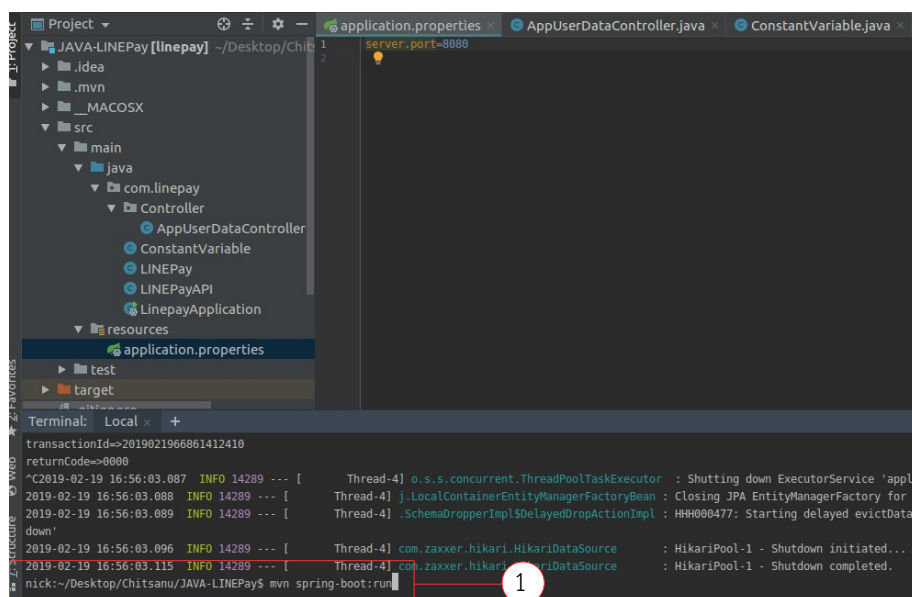 Project
application.properties
AppUserDataController.java
ConstantVariable.java
1: Project
JAVA-LINEPay [linepay] ~/Desktop/Chits
.idea
.mvn
__MACOSX
src
main
java
com.linepay
Controller
AppUserDataController
ConstantVariable
LINEPay
LINEPayAPI
LinepayApplication
resources
application.properties
test
target
.gitignore
1
2
server.port=8080
2: Favorites
Web
Z: Structure
Terminal: Local +
transactionId=>2019021966861412410
returnCode=>0000
^C2019-02-19 16:56:03.087 INFO 14289 --- [ Thread-4] o.s.s.concurrent.ThreadPoolTaskExecutor : Shutting down ExecutorService 'appl
2019-02-19 16:56:03.088 INFO 14289 --- [ Thread-4] j.LocalContainerEntityManagerFactoryBean : Closing JPA EntityManagerFactory for
2019-02-19 16:56:03.089 INFO 14289 --- [ Thread-4] .SchemaDropperImpl$DelayedDropActionImpl : HHH000477: Starting delayed evictData
down'
2019-02-19 16:56:03.096 INFO 14289 --- [ Thread-4] com.zaxxer.hikari.HikariDataSource : HikariPool-1 - Shutdown initiated...
2019-02-19 16:56:03.115 INFO 14289 --- [ Thread-4] com.zaxxer.hikari.HikariDataSource : HikariPool-1 - Shutdown completed.
nick:~/Desktop/Chitsanu/JAVA-LINEPay$ mvn spring-boot:run
1